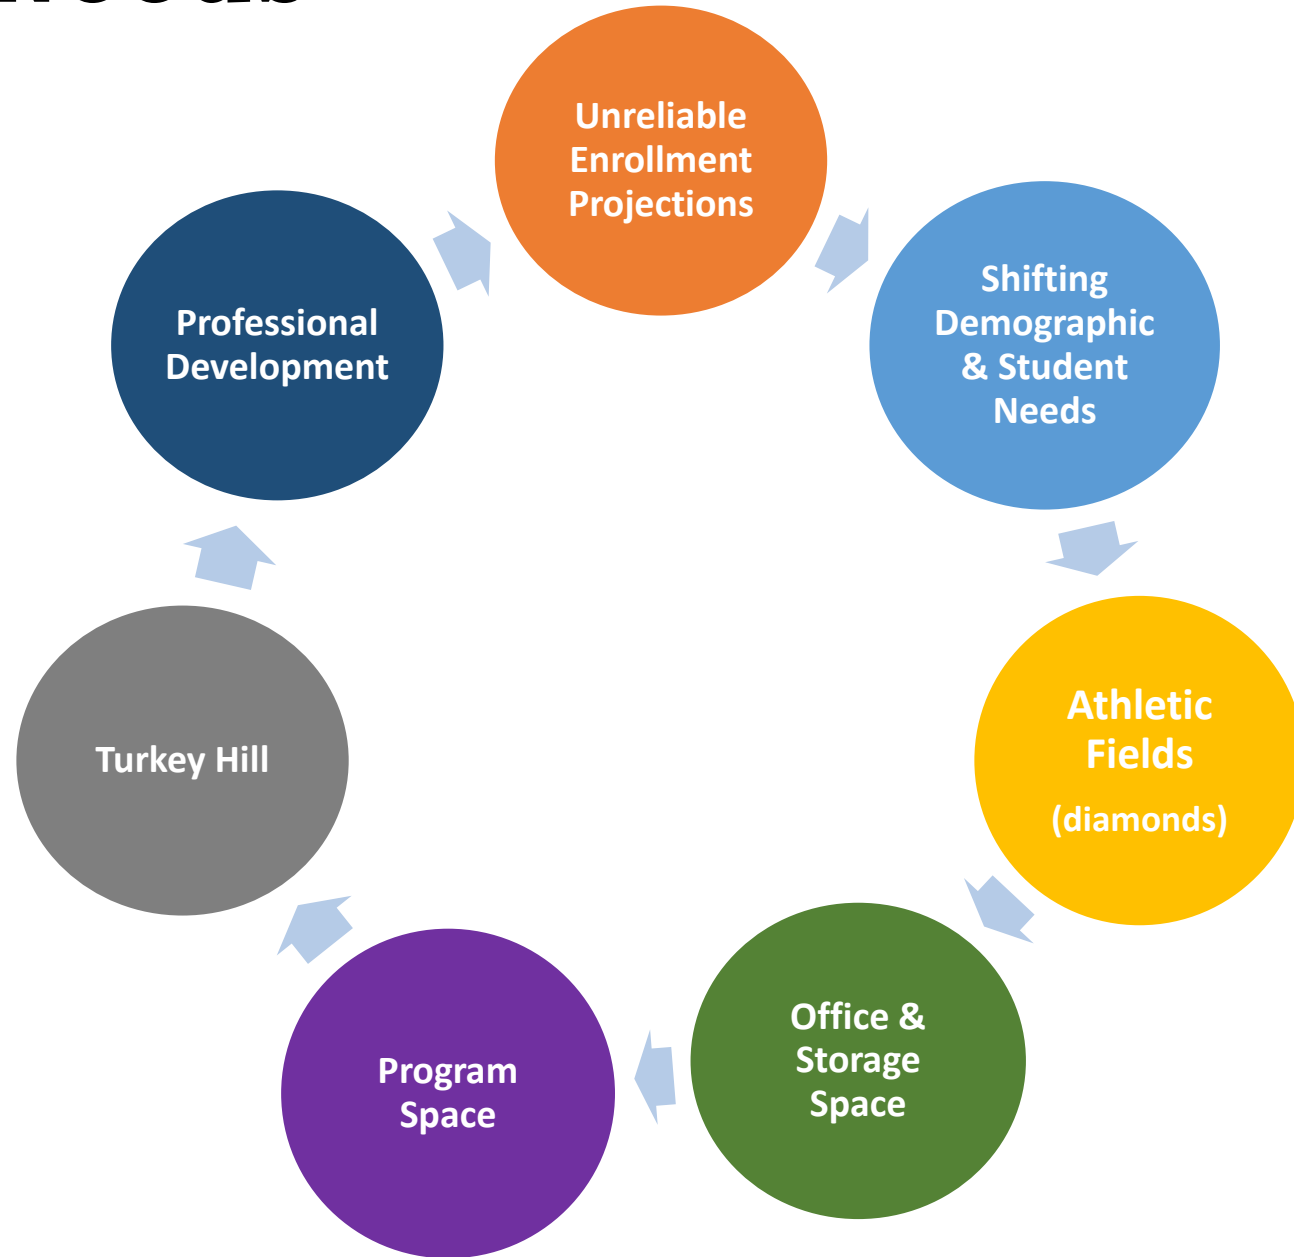 Unreliable
Enrollment
Projections
Shifting
Demographic
& Student
Needs
Athletic
Fields
(diamonds)
Office &
Storage
Space
Program
Space
Turkey Hill
Professional
Development